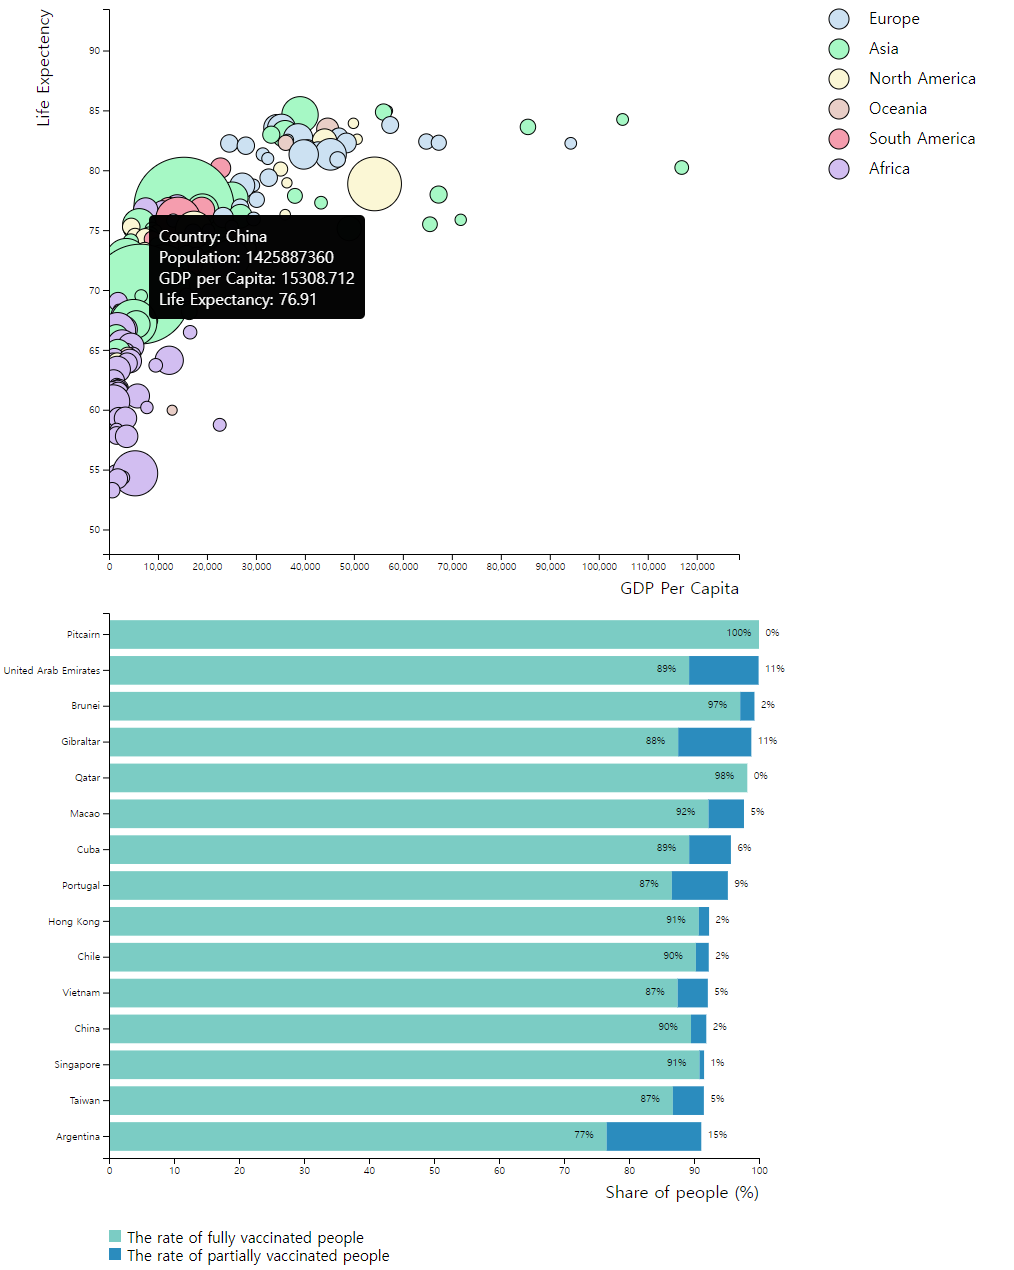 Life Expectency
90
85
80
75
70
65
60
55
50
0 10,000 20,000 30,000 40,000 50,000 60,000 70,000 80,000 90,000 100,000 110,000 120,000
GDP Per Capita
Europe
Asia
North America
Oceania
South America
Africa
Country: China
Population: 1425887360
GDP per Capita: 15308.712
Life Expectancy: 76.91
Pitcairn 100% 0%
United Arab Emirates 89% 11%
Brunei 97% 2%
Gibraltar 88% 11%
Qatar 98% 0%
Macao 92% 5%
Cuba 89% 6%
Portugal 87% 9%
Hong Kong 91% 2%
Chile 90% 2%
Vietnam 87% 5%
China 90% 2%
Singapore 91% 1%
Taiwan 87% 5%
Argentina 77% 15%
0 10 20 30 40 50 60 70 80 90 100
Share of people (%)
The rate of fully vaccinated people
The rate of partially vaccinated people